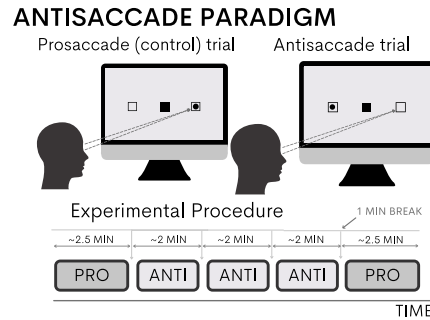 ANTISACCADE PARADIGM
Prosaccade (control) trial
Antisaccade trial
Experimental Procedure
1 MIN BREAK
~2.5 MIN
~2 MIN
~2 MIN
~2 MIN
~2.5 MIN
PRO
ANTI
ANTI
ANTI
PRO
TIME